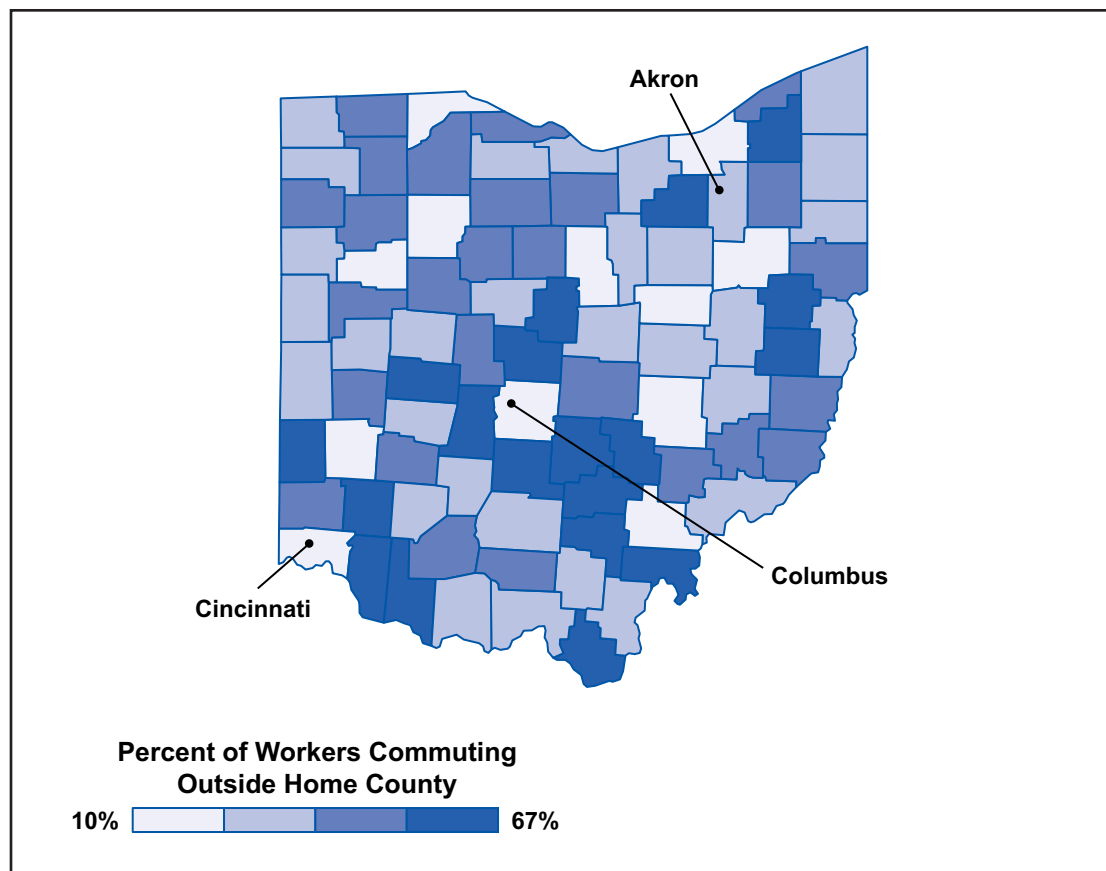 Akron
Columbus
Cincinnati
Percent of Workers Commuting
Outside Home County
10% 67%